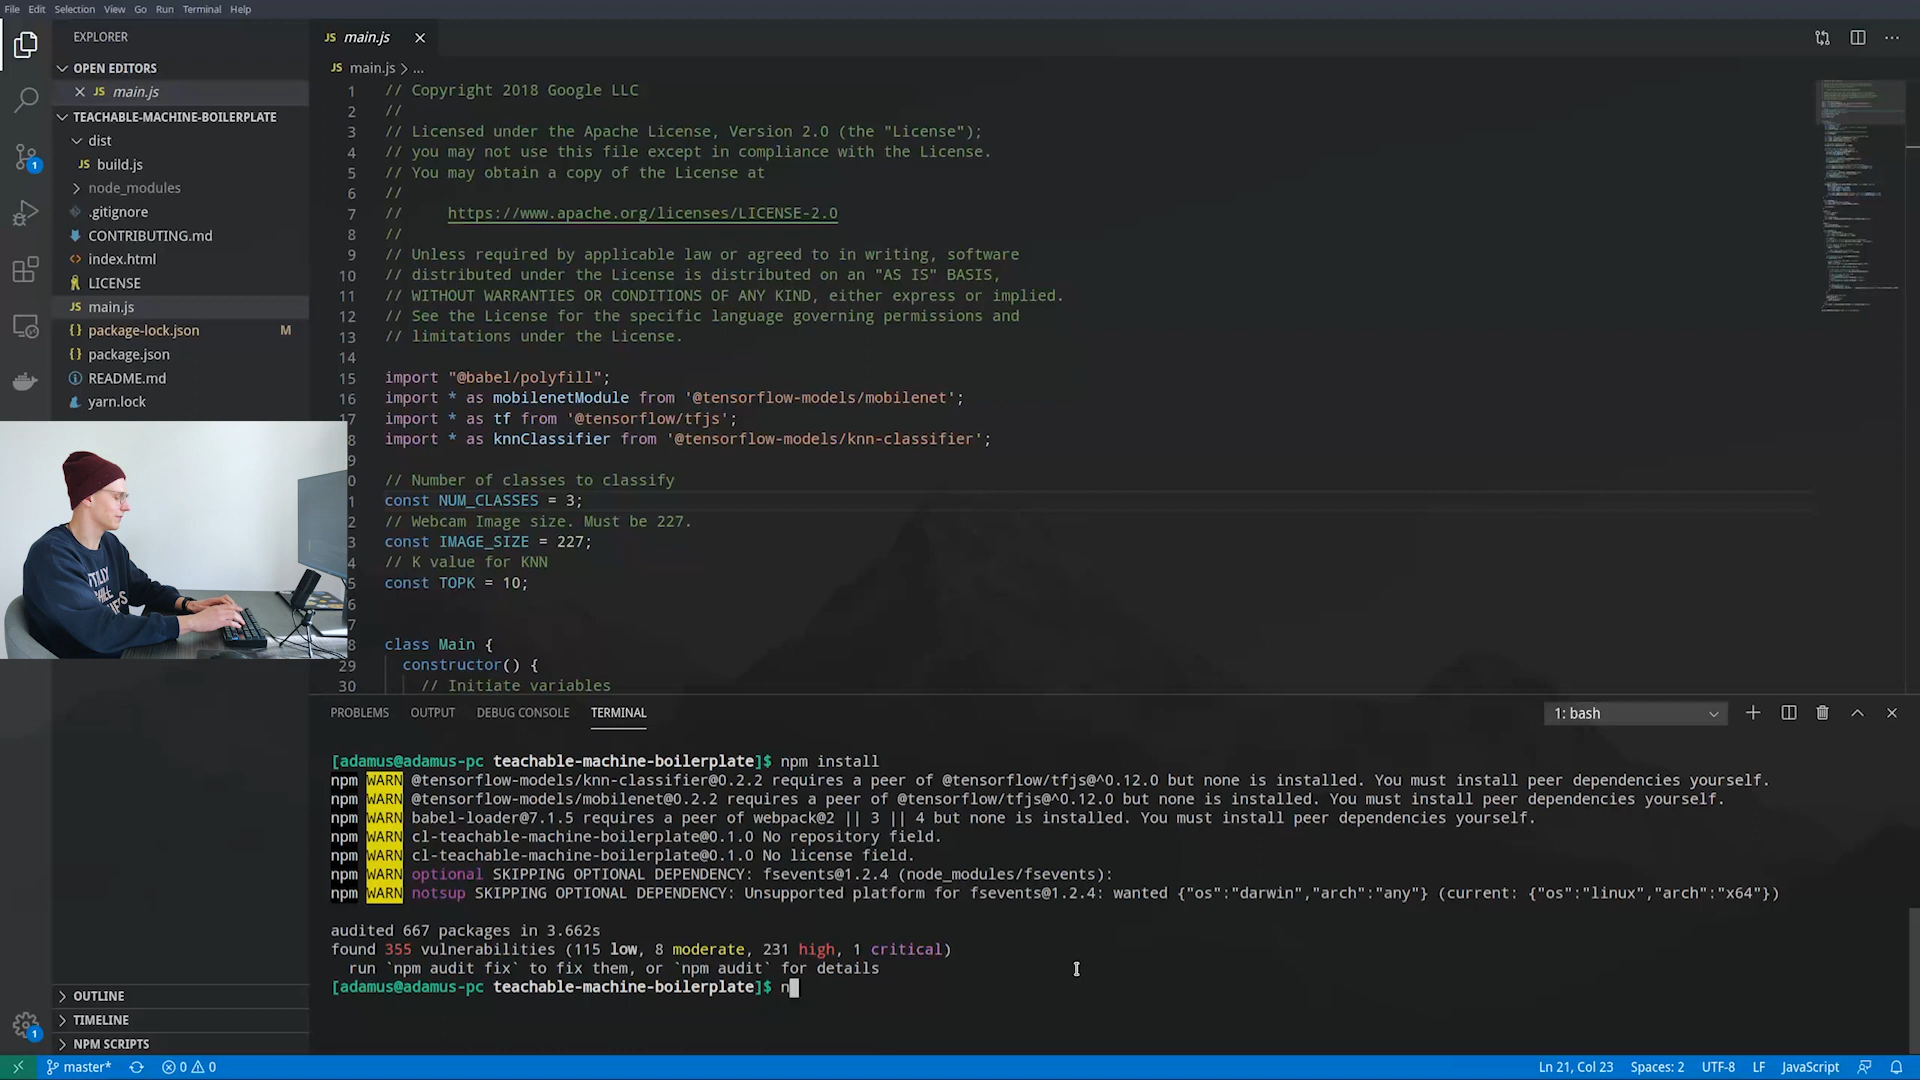 File Edit Selection View Go Run Terminal Help
EXPLORER
OPEN EDITORS
JS main.js
TEACHABLE-MACHINE-BOILERPLATE
dist
JS build.js
node_modules
.gitignore
CONTRIBUTING.md
index.html
LICENSE
JS main.js
package-lock.json M
package.json
README.md
yarn.lock
OUTLINE
TIMELINE
NPM SCRIPTS
1
1
JS main.js
JS main.js > ...
1 // Copyright 2018 Google LLC
2 //
3 // Licensed under the Apache License, Version 2.0 (the "License");
4 // you may not use this file except in compliance with the License.
5 // You may obtain a copy of the License at
6 //
7 // https://www.apache.org/licenses/LICENSE-2.0
8 //
9 // Unless required by applicable law or agreed to in writing, software
10 // distributed under the License is distributed on an "AS IS" BASIS,
11 // WITHOUT WARRANTIES OR CONDITIONS OF ANY KIND, either express or implied.
12 // See the License for the specific language governing permissions and
13 // limitations under the License.
14
15 import "@babel/polyfill";
16 import * as mobilenetModule from '@tensorflow-models/mobilenet';
17 import * as tf from '@tensorflow/tfjs';
8 import * as knnClassifier from '@tensorflow-models/knn-classifier';
9
0 // Number of classes to classify
1 const NUM_CLASSES = 3;
2 // Webcam Image size. Must be 227.
3 const IMAGE_SIZE = 227;
4 // K value for KNN
5 const TOPK = 10;
6
7
8 class Main {
29 constructor() {
30 // Initiate variables
PROBLEMS OUTPUT DEBUG CONSOLE TERMINAL
1: bash
[adamus@adamus-pc teachable-machine-boilerplate]$ npm install
npm WARN @tensorflow-models/knn-classifier@0.2.2 requires a peer of @tensorflow/tfjs@^0.12.0 but none is installed. You must install peer dependencies yourself.
npm WARN @tensorflow-models/mobilenet@0.2.2 requires a peer of @tensorflow/tfjs@^0.12.0 but none is installed. You must install peer dependencies yourself.
npm WARN babel-loader@7.1.5 requires a peer of webpack@2 || 3 || 4 but none is installed. You must install peer dependencies yourself.
npm WARN cl-teachable-machine-boilerplate@0.1.0 No repository field.
npm WARN cl-teachable-machine-boilerplate@0.1.0 No license field.
npm WARN optional SKIPPING OPTIONAL DEPENDENCY: fsevents@1.2.4 (node_modules/fsevents):
npm WARN notsup SKIPPING OPTIONAL DEPENDENCY: Unsupported platform for fsevents@1.2.4: wanted {"os":"darwin","arch":"any"} (current: {"os":"linux","arch":"x64"})
audited 667 packages in 3.662s
found 355 vulnerabilities (115 low, 8 moderate, 231 high, 1 critical)
run `npm audit fix` to fix them, or `npm audit` for details
[adamus@adamus-pc teachable-machine-boilerplate]$ n
master* 0 0
Ln 21, Col 23 Spaces: 2 UTF-8 LF JavaScript